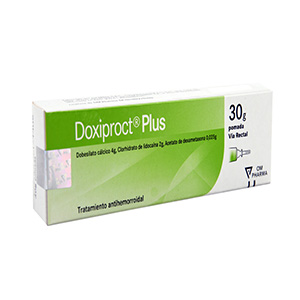 Doxiproct® Plus
Dobesilato cálcico 4g, Clorhidrato de lidocaína 2g, Acetato de dexametasona 0,025g
Tratamiento antihemorroidal
30g
pomada
Vía Rectal
OM PHARMA